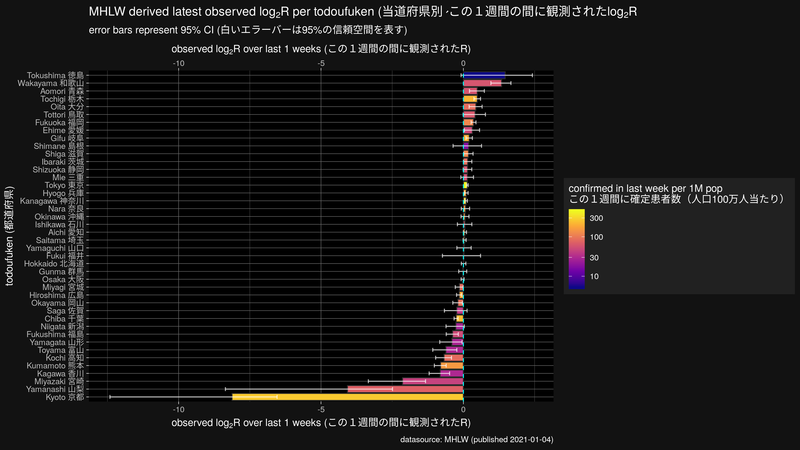 MHLW derived latest observed log2R per todoufuken (当道府県別 この１週間の間に観測されたlog2R
error bars represent 95% CI (白いエラーバーは95%の信頼空間を表す)
observed log2R over last 1 weeks (この１週間の間に観測されたR)
-10 -5 0
Tokushima 徳島
Wakayama 和歌山
Aomori 青森
Tochigi 栃木
Oita 大分
Tottori 鳥取
Fukuoka 福岡
Ehime 愛媛
Gifu 岐阜
Shimane 島根
Shiga 滋賀
Ibaraki 茨城
Shizuoka 静岡
Mie 三重
Tokyo 東京
Hyogo 兵庫
Kanagawa 神奈川
Nara 奈良
Okinawa 沖縄
Ishikawa 石川
Aichi 愛知
Saitama 埼玉
Yamaguchi 山口
Fukui 福井
Hokkaido 北海道
Gunma 群馬
Osaka 大阪
Miyagi 宮城
Hiroshima 広島
Okayama 岡山
Saga 佐賀
Chiba 千葉
Niigata 新潟
Fukushima 福島
Yamagata 山形
Toyama 富山
Kochi 高知
Kumamoto 熊本
Kagawa 香川
Miyazaki 宮崎
Yamanashi 山梨
Kyoto 京都
todoufuken (都道府県)
-10 -5 0
observed log2R over last 1 weeks (この１週間の間に観測されたR)
datasource: MHLW (published 2021-01-04)
confirmed in last week per 1M pop
この１週間に確定患者数（人口100万人当たり）
300
100
30
10